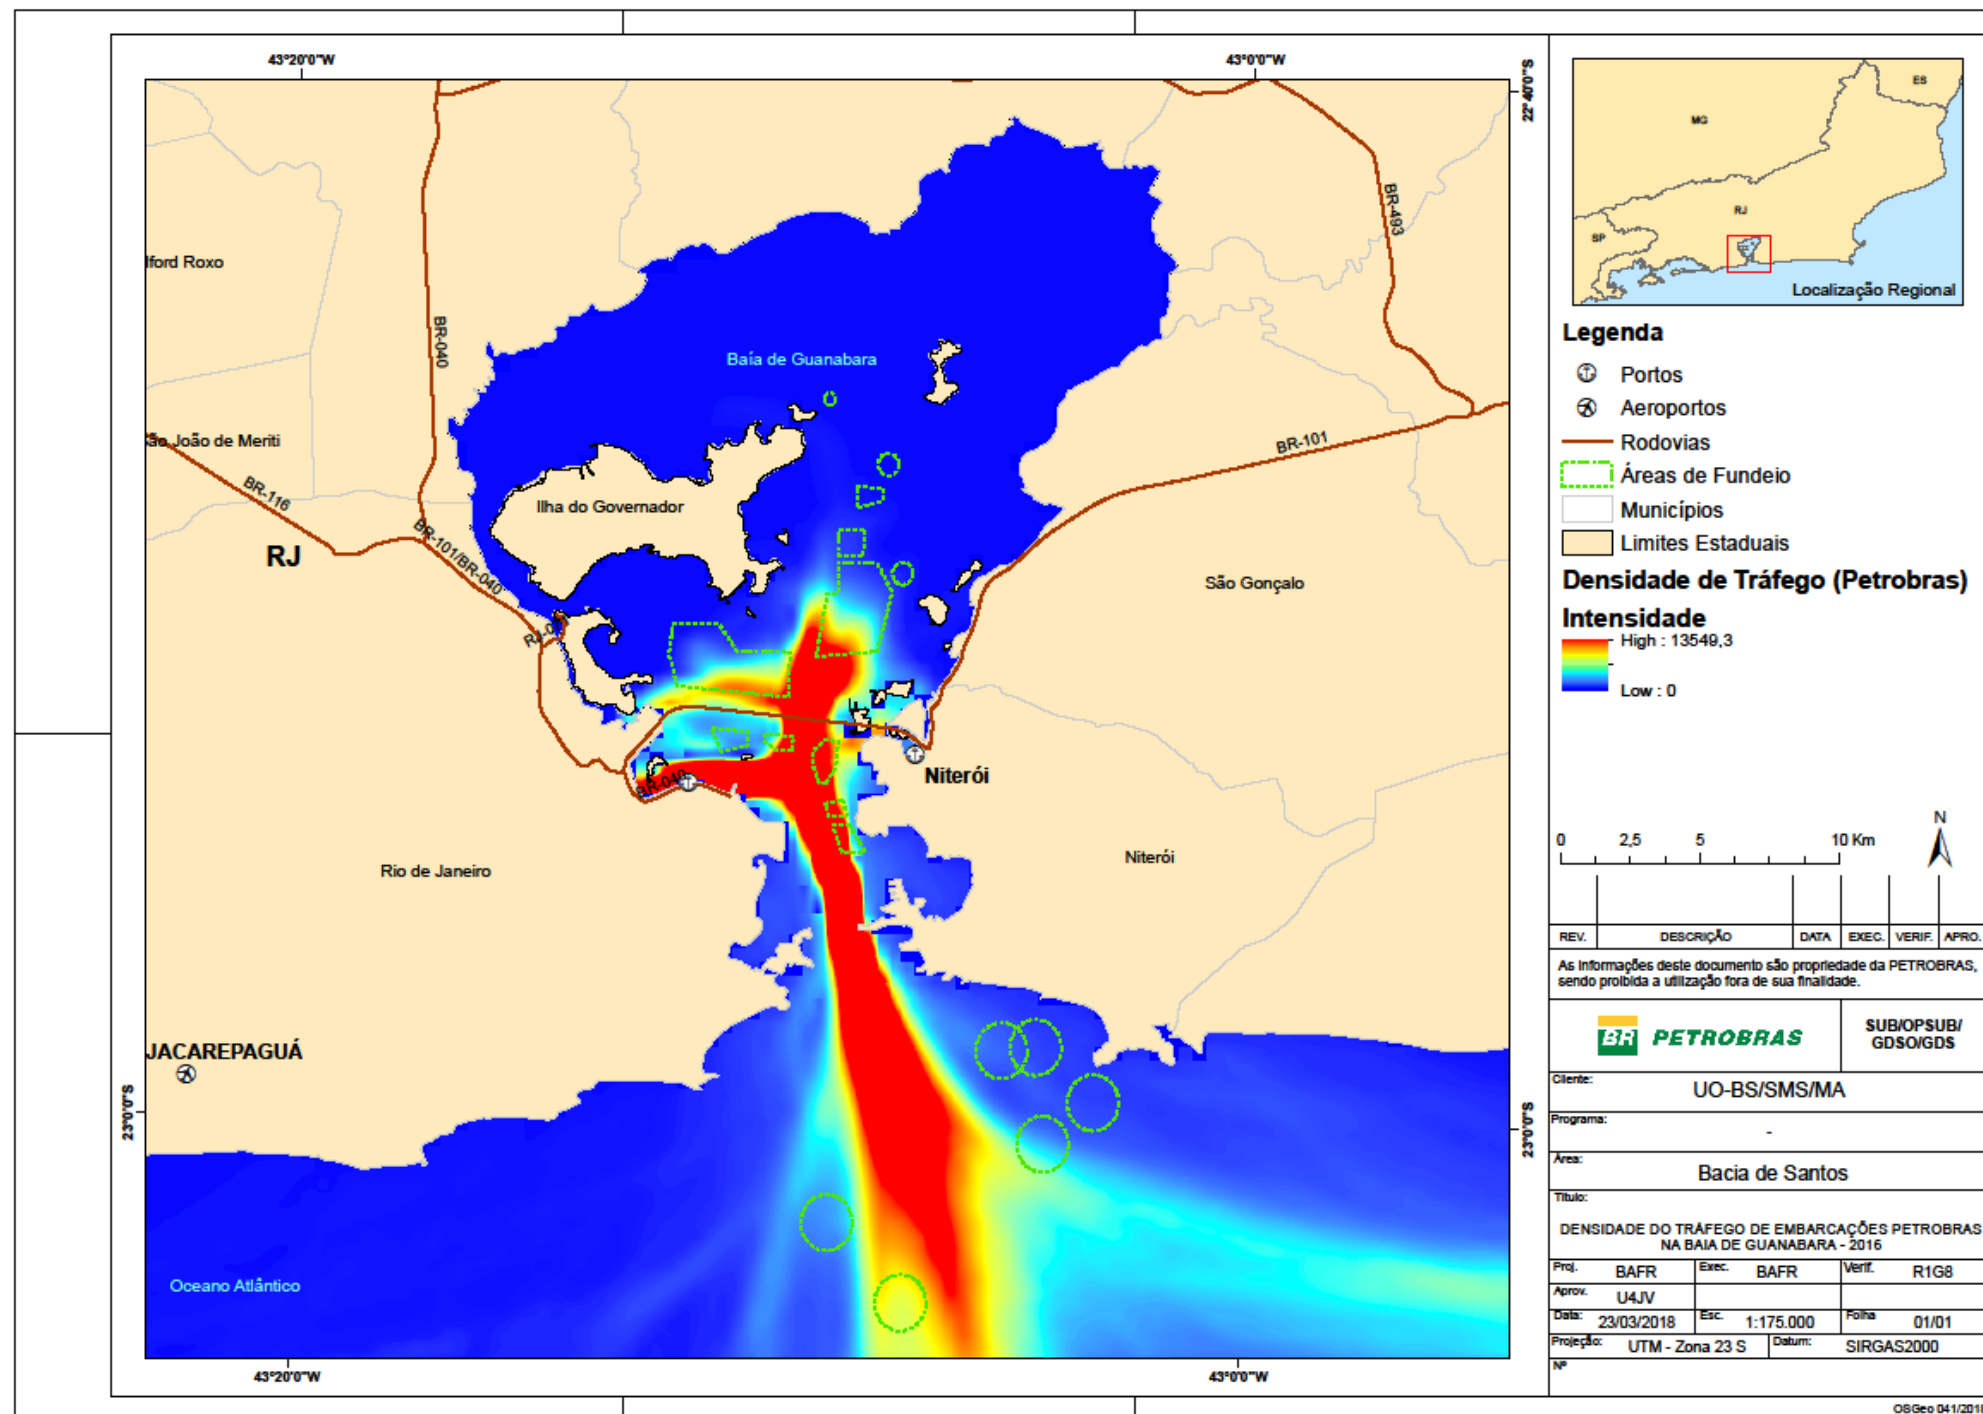 43°20'0"W
43°0'0"W
22°40'0"S
lford Roxo
BR-040
BR-493
Baía de Guanabara
ão João de Meriti
BR-101
BR-116
Ilha do Governador
BR-101/BR-040
RJ
São Gonçalo
BR-040
Niterói
Rio de Janeiro
Niterói
JACAREPAGUÁ
23°0'0"S
23°0'0"S
Oceano Atlântico
43°20'0"W
43°0'0"W
ES
MG
RJ
SP
Localização Regional
Legenda
Portos
Aeroportos
Rodovias
Áreas de Fundeio
Municípios
Limites Estaduais
Densidade de Tráfego (Petrobras)
Intensidade
High : 13549,3
Low : 0
N
0 2,5 5 10 Km
REV. DESCRIÇÃO DATA EXEC. VERIF. APRO.
As informações deste documento são propriedade da PETROBRAS,
sendo proibida a utilização fora de sua finalidade.
BR PETROBRAS
SUB/OPSUB/
GDSO/GDS
Cliente:
UO-BS/SMS/MA
Programa:
-
Área:
Bacia de Santos
Título:
DENSIDADE DO TRÁFEGO DE EMBARCAÇÕES PETROBRAS
NA BAIA DE GUANABARA - 2016
Proj. BAFR Exec. BAFR Verif. R1G8
Aprov. U4JV
Data: 23/03/2018 Esc. 1:175.000 Folha 01/01
Projeção: UTM - Zona 23 S Datum: SIRGAS2000
Nº
OSGeo 041/201